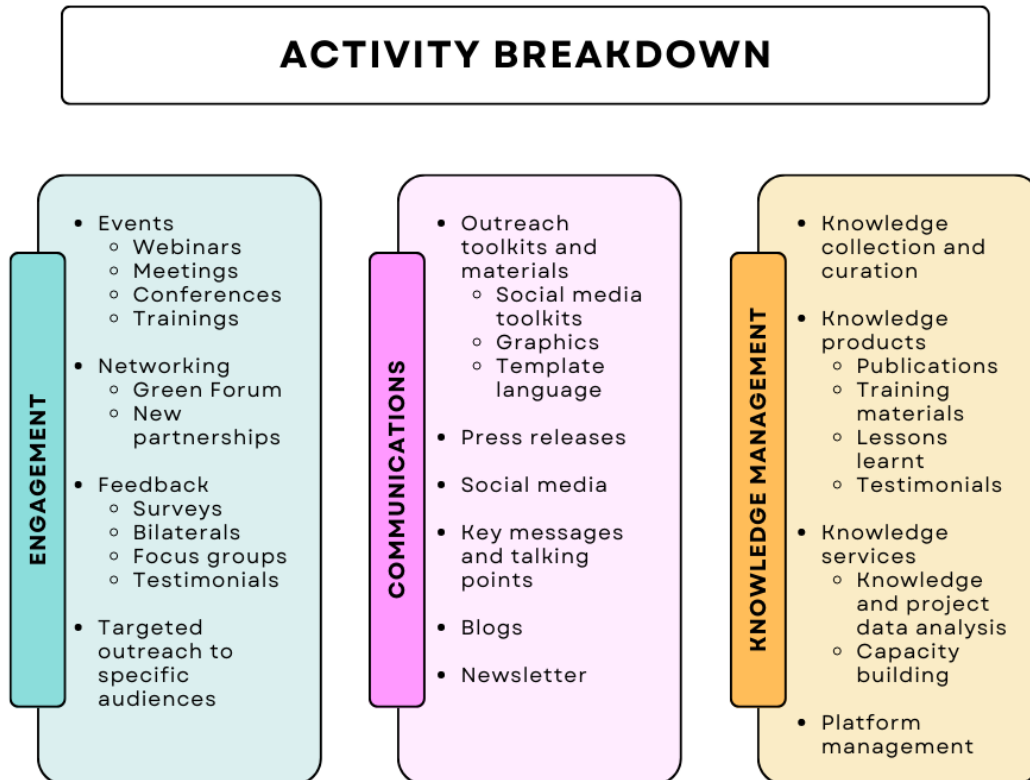 ACTIVITY BREAKDOWN
ENGAGEMENT
• Events
◦ Webinars
◦ Meetings
◦ Conferences
◦ Trainings
• Networking
◦ Green Forum
◦ New
partnerships
• Feedback
◦ Surveys
◦ Bilaterals
◦ Focus groups
◦ Testimonials
• Targeted
outreach to
specific
audiences
COMMUNICATIONS
• Outreach
toolkits and
materials
◦ Social media
toolkits
◦ Graphics
◦ Template
language
• Press releases
• Social media
• Key messages
and talking
points
• Blogs
• Newsletter
KNOWLEDGE MANAGEMENT
• Knowledge
collection and
curation
• Knowledge
products
◦ Publications
◦ Training
materials
◦ Lessons
learnt
◦ Testimonials
• Knowledge
services
◦ Knowledge
and project
data analysis
◦ Capacity
building
• Platform
management